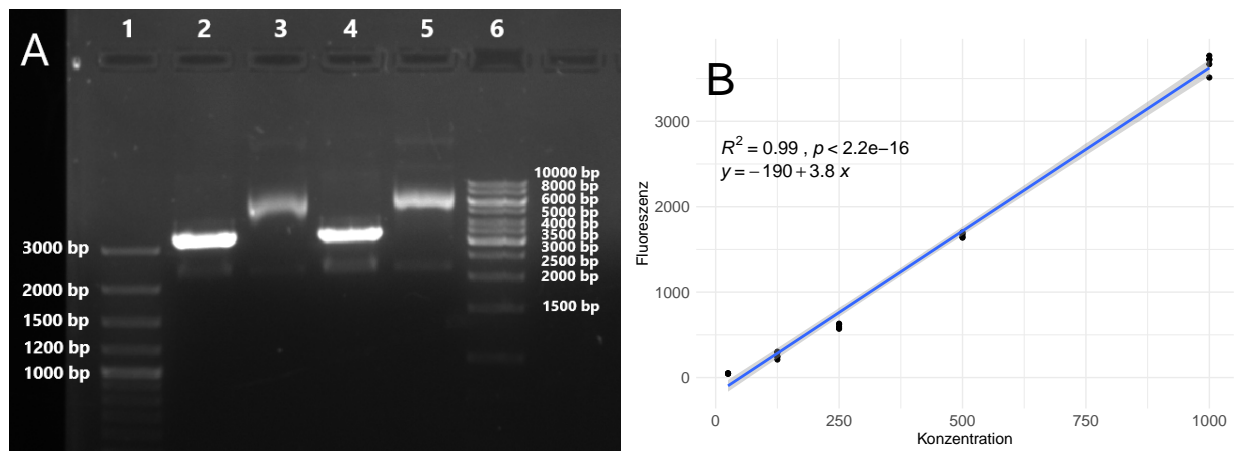 A
1 2 3 4 5 6
3000 bp
2000 bp
1500 bp
1200 bp
1000 bp
10000 bp
8000 bp
6000 bp
5000 bp
4000 bp
3500 bp
3000 bp
2500 bp
2000 bp
1500 bp
B
R² = 0.99 , p < 2.2e−16
y = −190 + 3.8 x
Fluoreszenz
3000
2000
1000
0
0 250 500 750 1000
Konzentration